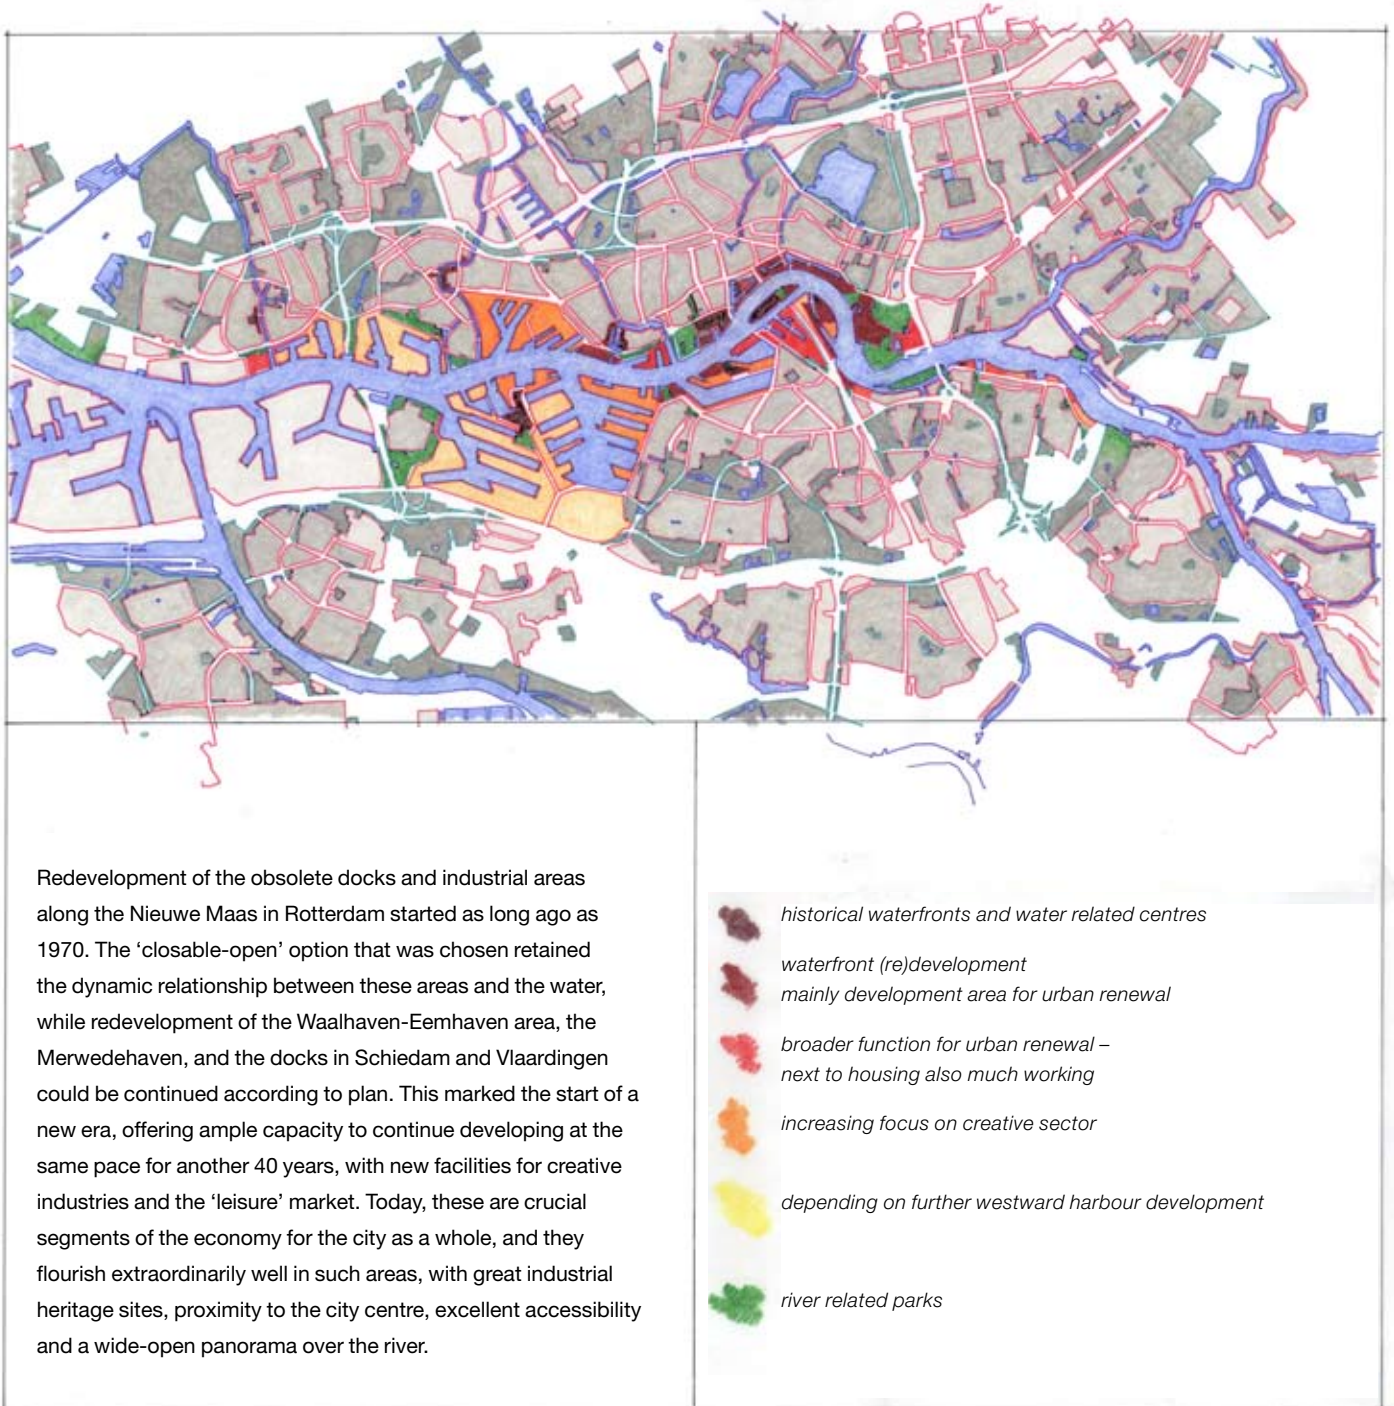 Redevelopment of the obsolete docks and industrial areas
along the Nieuwe Maas in Rotterdam started as long ago as
1970. The ‘closable-open’ option that was chosen retained
the dynamic relationship between these areas and the water,
while redevelopment of the Waalhaven-Eemhaven area, the
Merwedehaven, and the docks in Schiedam and Vlaardingen
could be continued according to plan. This marked the start of a
new era, offering ample capacity to continue developing at the
same pace for another 40 years, with new facilities for creative
industries and the ‘leisure’ market. Today, these are crucial
segments of the economy for the city as a whole, and they
flourish extraordinarily well in such areas, with great industrial
heritage sites, proximity to the city centre, excellent accessibility
and a wide-open panorama over the river.
historical waterfronts and water related centres
waterfront (re)development
mainly development area for urban renewal
broader function for urban renewal –
next to housing also much working
increasing focus on creative sector
depending on further westward harbour development
river related parks